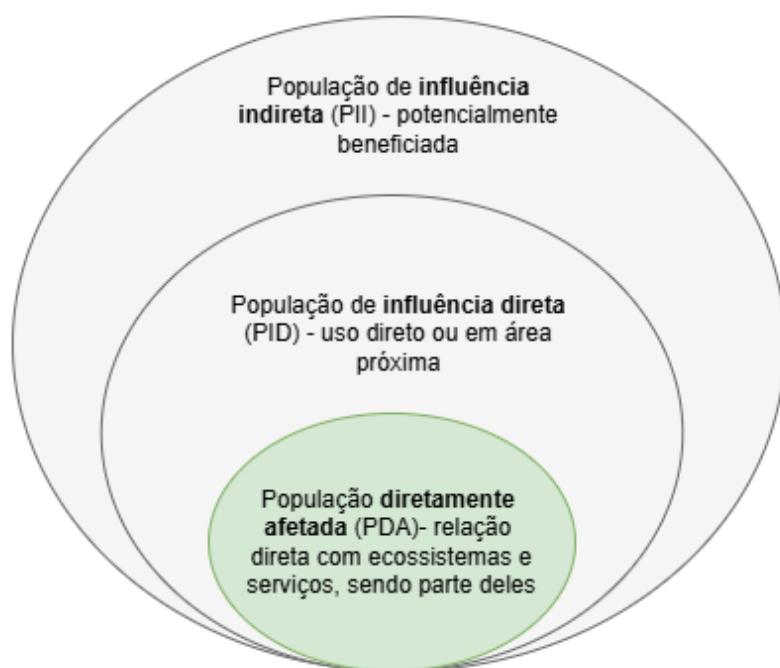 População de influência
indireta (PII) - potencialmente
beneficiada
População de influência direta
(PID) - uso direto ou em área
próxima
População diretamente
afetada (PDA)- relação
direta com ecossistemas e
serviços, sendo parte deles